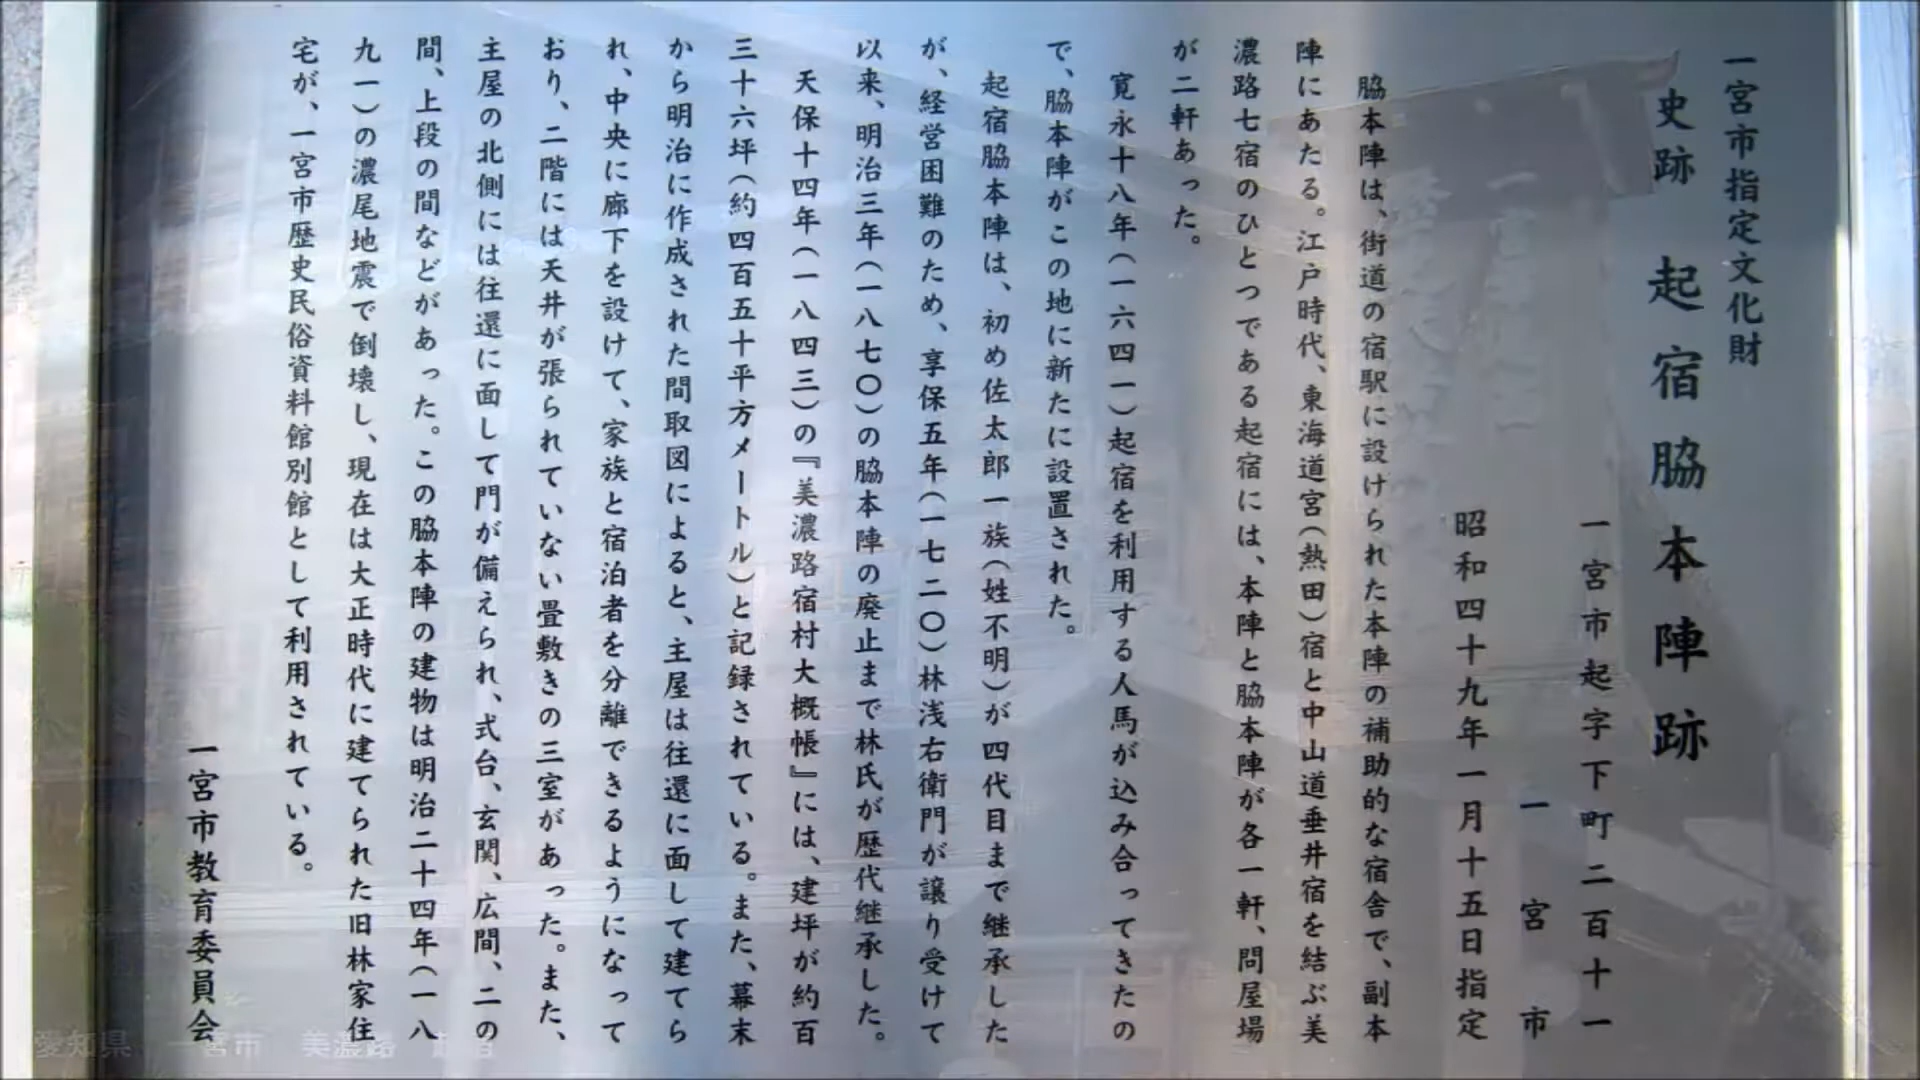 一宮市指定文化財
史跡 起宿脇本陣跡
一宮市起字下町二百十一
一宮市
昭和四十九年一月十五日指定
脇本陣は、街道の宿駅に設けられた本陣の補助的な宿舎で、副本
陣にあたる。江戸時代、東海道宮（熱田）宿と中山道垂井宿を結ぶ美
濃路七宿のひとつである起宿には、本陣と脇本陣が各一軒、問屋場
が二軒あった。
寛永十八年（一六四一）起宿を利用する人馬が込み合ってきたの
で、脇本陣がこの地に新たに設置された。
起宿脇本陣は、初め佐太郎一族（姓不明）が四代目まで継承した
が、経営困難のため、享保五年（一七二〇）林浅右衛門が譲り受けて
以来、明治三年（一八七〇）の脇本陣の廃止まで林氏が歴代継承した。
天保十四年（一八四三）の『美濃路宿村大概帳』には、建坪が約百
三十六坪（約四百五十平方メートル）と記録されている。また、幕末
から明治に作成された間取図によると、主屋は往還に面して建てら
れ、中央に廊下を設けて、家族と宿泊者を分離できるようになって
おり、二階には天井が張られていない畳敷きの三室があった。また、
主屋の北側には往還に面して門が備えられ、式台、玄関、広間、二の
間、上段の間などがあった。この脇本陣の建物は明治二十四年（一八
九一）の濃尾地震で倒壊し、現在は大正時代に建てられた旧林家住
宅が、一宮市歴史民俗資料館別館として利用されている。
一宮市教育委員会
愛知県 一宮市 美濃路